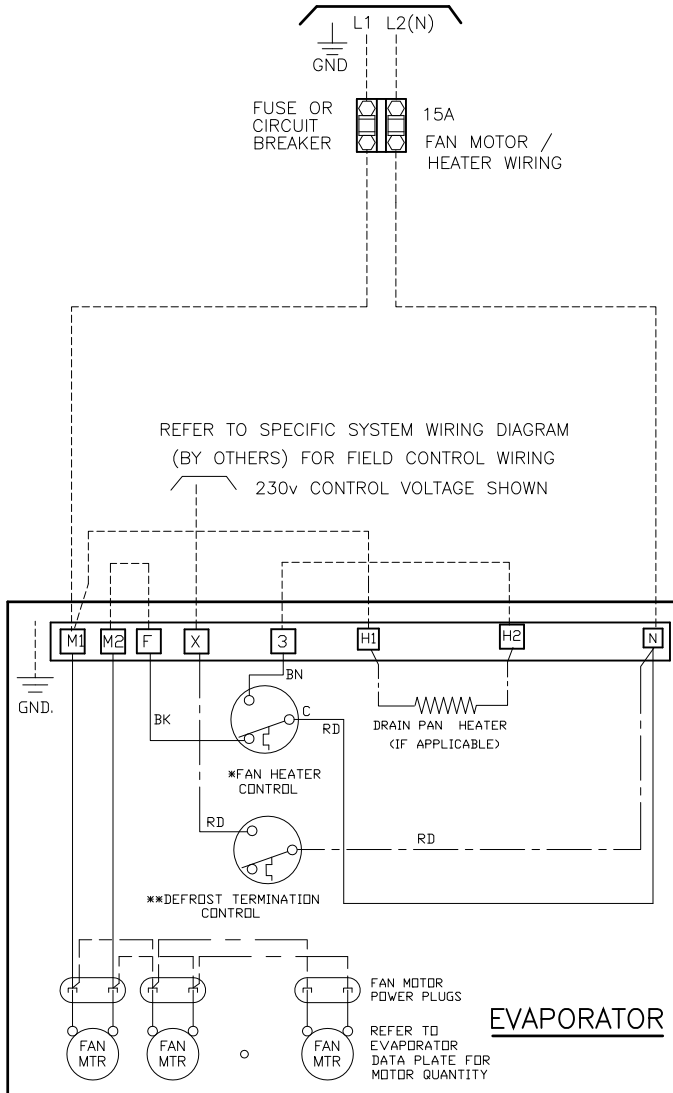 L1 L2(N)
GND
FUSE OR
CIRCUIT
BREAKER
15A
FAN MOTOR /
HEATER WIRING
REFER TO SPECIFIC SYSTEM WIRING DIAGRAM
(BY OTHERS) FOR FIELD CONTROL WIRING
230v CONTROL VOLTAGE SHOWN
M1 M2 F X 3 H1 H2 N
GND.
BN
BK
C
RD
DRAIN PAN HEATER
(IF APPLICABLE)
*FAN HEATER
CONTROL
RD
RD
**DEFROST TERMINATION
CONTROL
FAN MOTOR
POWER PLUGS
EVAPORATOR
FAN
MTR
FAN
MTR
FAN
MTR
REFER TO
EVAPORATOR
DATA PLATE FOR
MOTOR QUANTITY